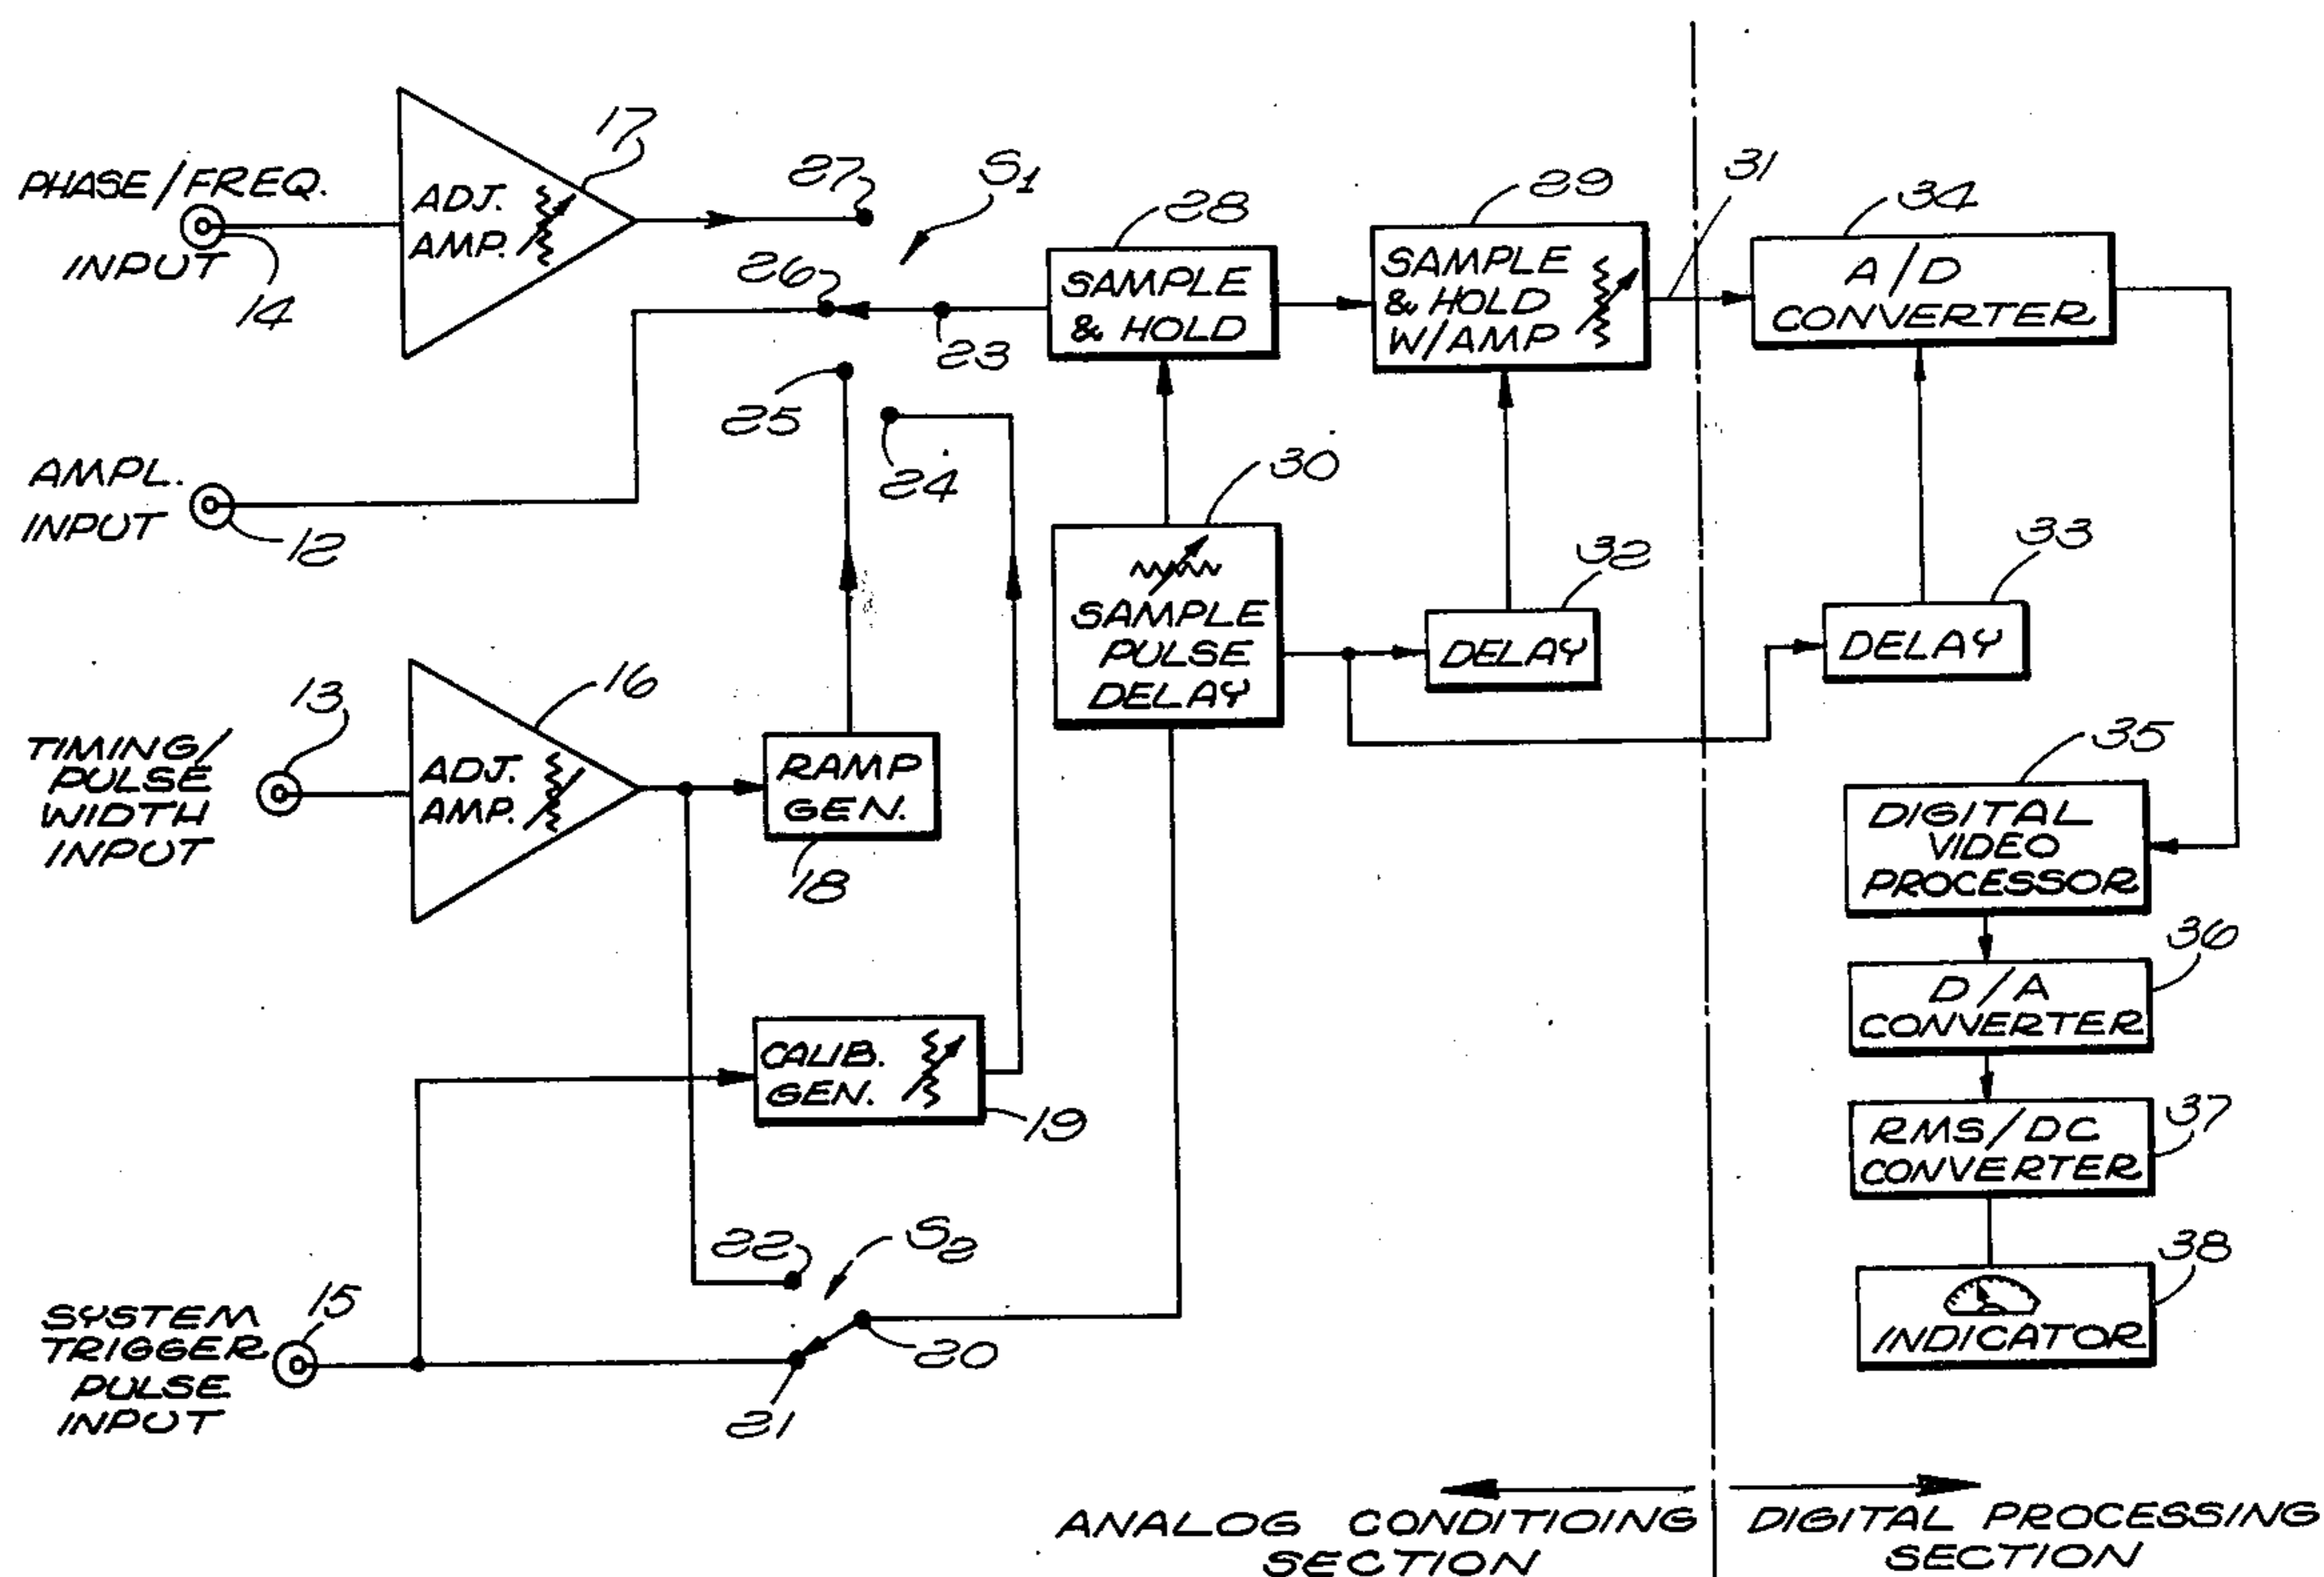 PHASE/FREQ.
INPUT
14
ADJ.
AMP.
17
27
S1
26
23
25
24
28
SAMPLE
& HOLD
29
SAMPLE
& HOLD
W/AMP
31
34
A/D
CONVERTER
AMPL.
INPUT
12
30
SAMPLE
PULSE
DELAY
32
DELAY
33
DELAY
TIMING/
PULSE
WIDTH
INPUT
13
ADJ.
AMP.
16
RAMP
GEN.
18
35
DIGITAL
VIDEO
PROCESSOR
36
D/A
CONVERTER
CALIB.
GEN.
19
37
RMS/DC
CONVERTER
22
S2
20
21
38
INDICATOR
SYSTEM
TRIGGER
PULSE
INPUT
15
ANALOG CONDITIOING
SECTION
DIGITAL PROCESSING
SECTION